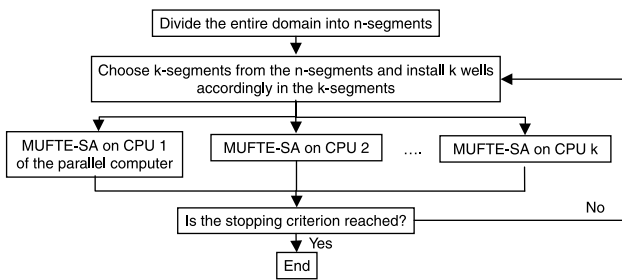 Divide the entire domain into n-segments
Choose k-segments from the n-segments and install k wells
accordingly in the k-segments
MUFTE-SA on CPU 1
of the parallel computer
MUFTE-SA on CPU 2
....
MUFTE-SA on CPU k
Is the stopping criterion reached?
No
Yes
End